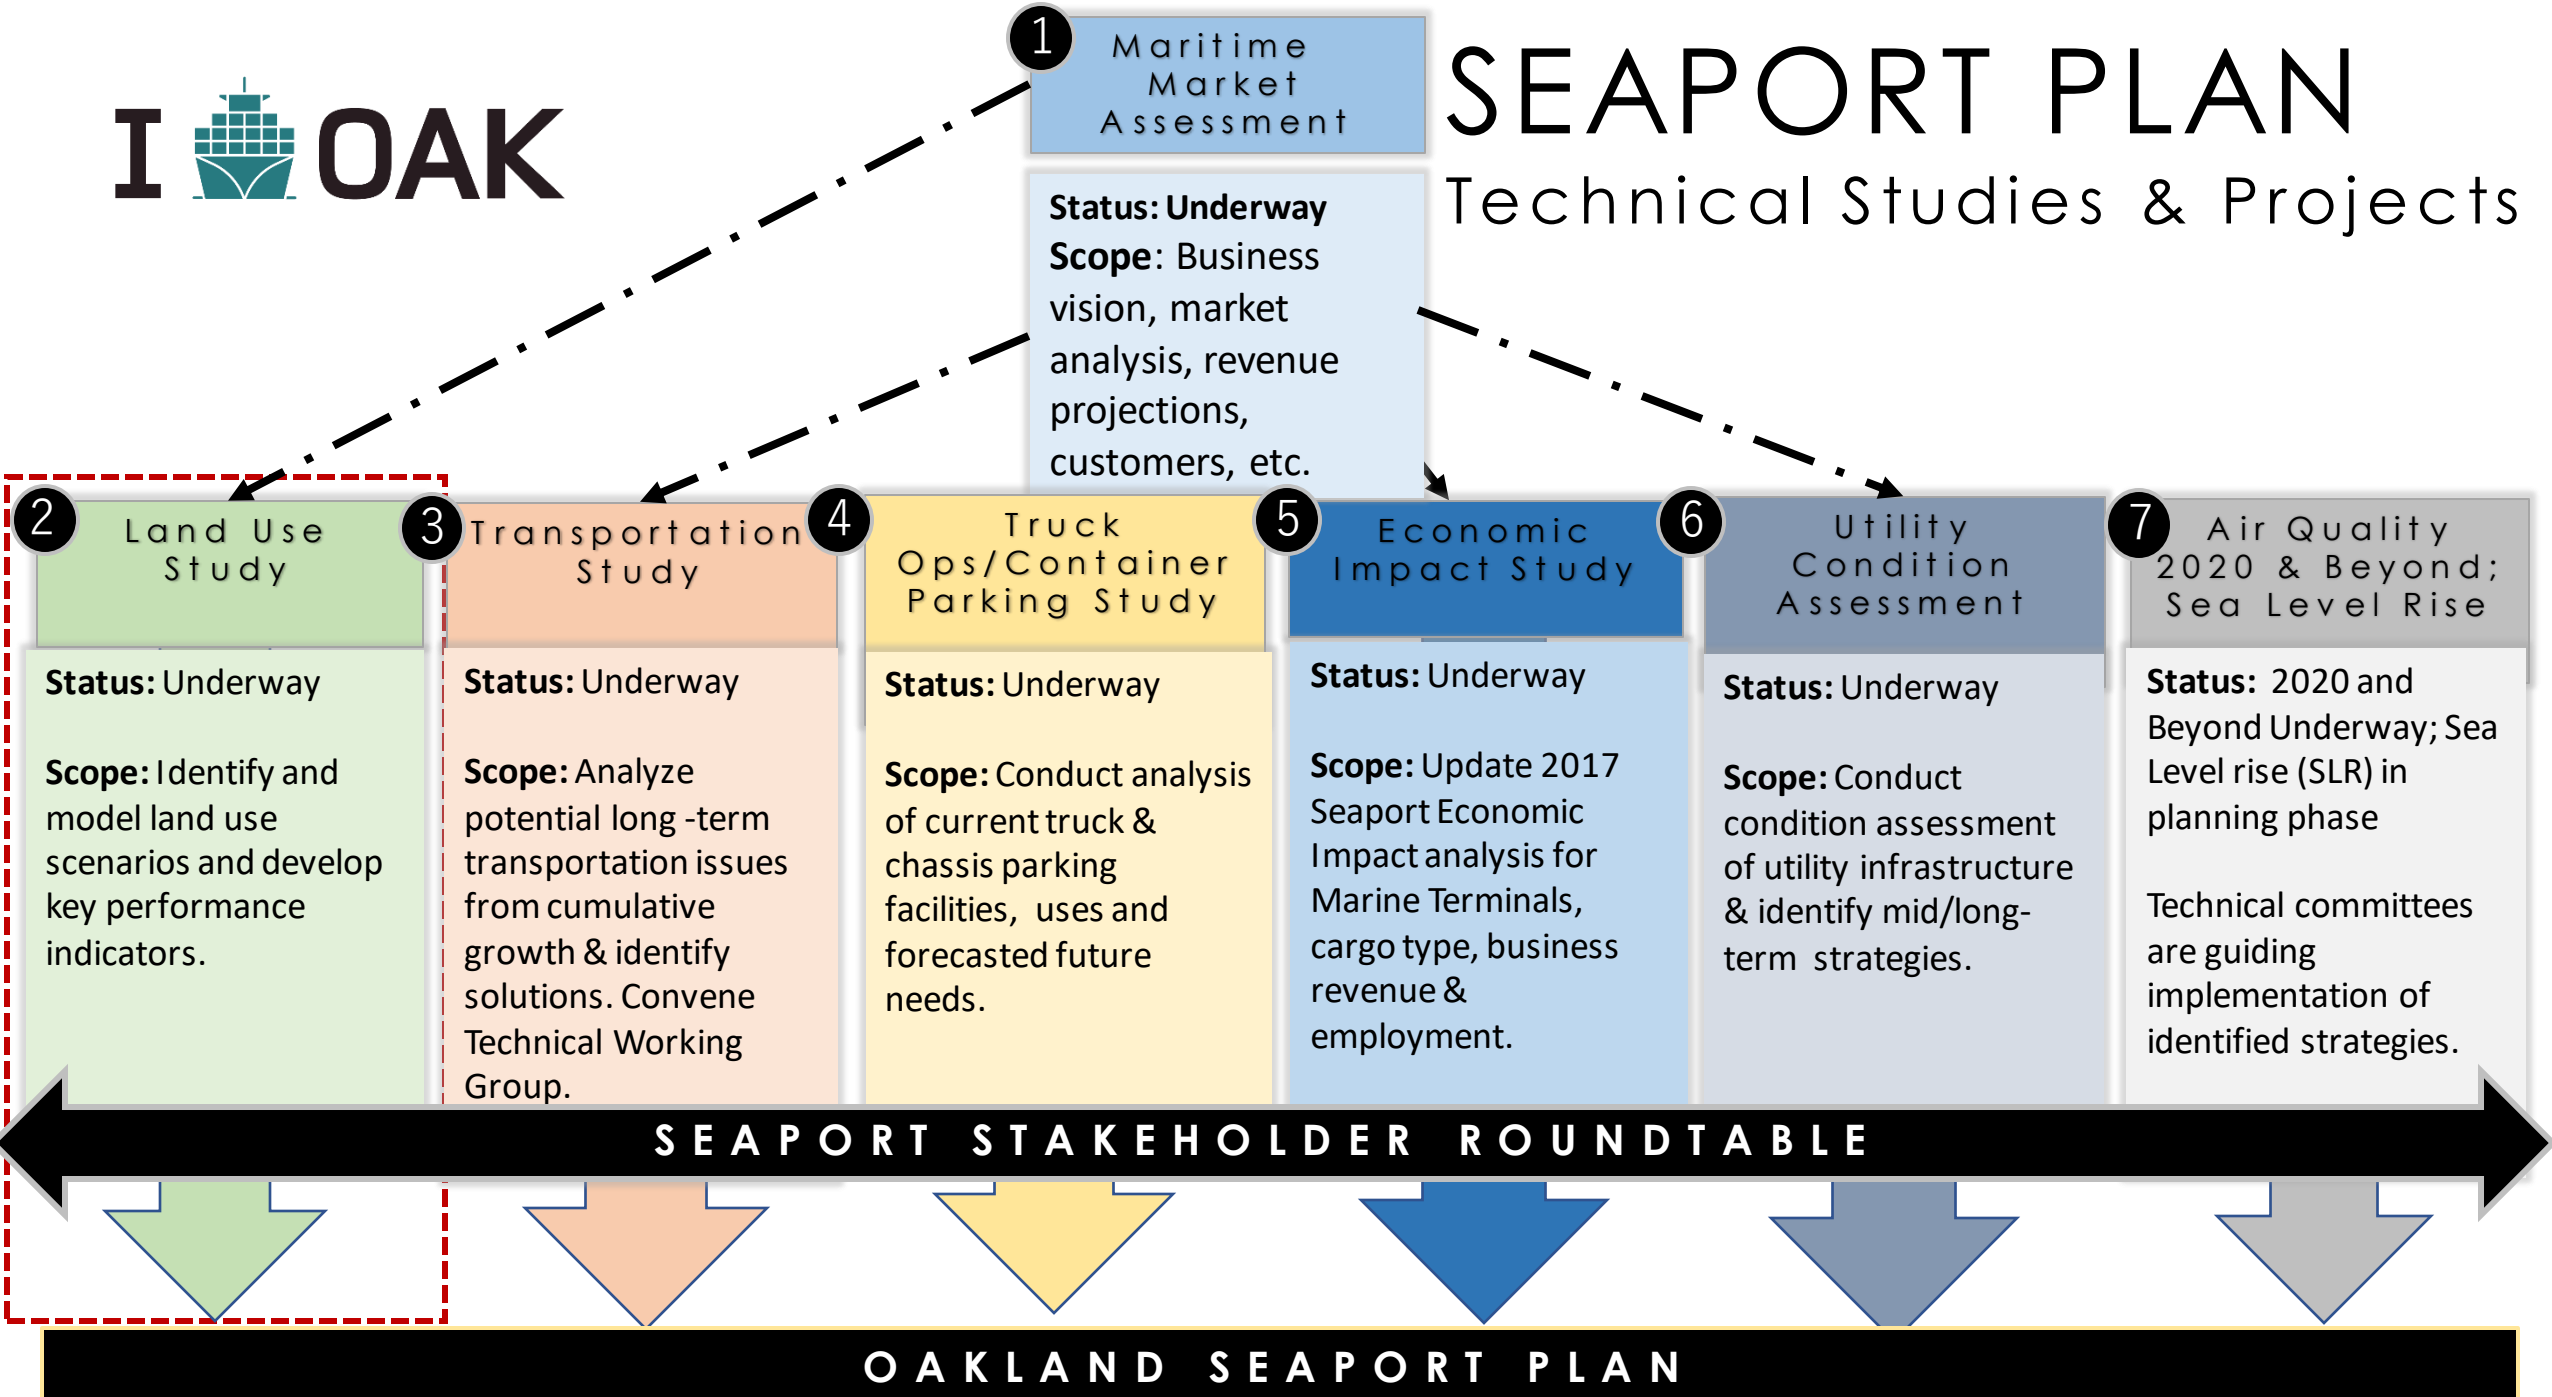 I OAK
SEAPORT PLAN
Technical Studies & Projects
1
Maritime
Market
Assessment
Status: Underway
Scope: Business
vision, market
analysis, revenue
projections,
customers, etc.
2
Land Use
Study
Status: Underway
Scope: Identify and
model land use
scenarios and develop
key performance
indicators.
3
Transportation
Study
Status: Underway
Scope: Analyze
potential long -term
transportation issues
from cumulative
growth & identify
solutions. Convene
Technical Working
Group.
4
Truck
Ops/Container
Parking Study
Status: Underway
Scope: Conduct analysis
of current truck &
chassis parking
facilities, uses and
forecasted future
needs.
5
Economic
Impact Study
Status: Underway
Scope: Update 2017
Seaport Economic
Impact analysis for
Marine Terminals,
cargo type, business
revenue &
employment.
6
Utility
Condition
Assessment
Status: Underway
Scope: Conduct
condition assessment
of utility infrastructure
& identify mid/long-
term strategies.
7
Air Quality
2020 & Beyond;
Sea Level Rise
Status: 2020 and
Beyond Underway; Sea
Level rise (SLR) in
planning phase
Technical committees
are guiding
implementation of
identified strategies.
SEAPORT STAKEHOLDER ROUNDTABLE
OAKLAND SEAPORT PLAN